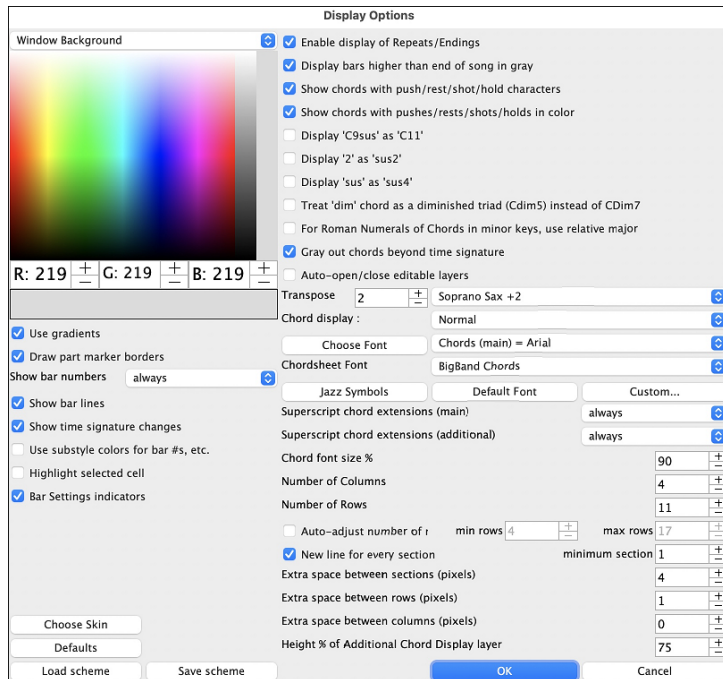 Display Options
Window Background
R: 219 + − G: 219 + − B: 219 + −
Use gradients
Draw part marker borders
Show bar numbers always
Show bar lines
Show time signature changes
Use substyle colors for bar #s, etc.
Highlight selected cell
Bar Settings indicators
Choose Skin
Defaults
Load scheme Save scheme
Enable display of Repeats/Endings
Display bars higher than end of song in gray
Show chords with push/rest/shot/hold characters
Show chords with pushes/rests/shots/holds in color
Display 'C9sus' as 'C11'
Display '2' as 'sus2'
Display 'sus' as 'sus4'
Treat 'dim' chord as a diminished triad (Cdim5) instead of CDim7
For Roman Numerals of Chords in minor keys, use relative major
Gray out chords beyond time signature
Auto-open/close editable layers
Transpose 2 + − Soprano Sax +2
Chord display : Normal
Choose Font Chords (main) = Arial
Chordsheet Font BigBand Chords
Jazz Symbols Default Font Custom...
Superscript chord extensions (main) always
Superscript chord extensions (additional) always
Chord font size % 90 + −
Number of Columns 4 + −
Number of Rows 11 + −
Auto-adjust number of r min rows 4 + − max rows 17 + −
New line for every section minimum section 1 + −
Extra space between sections (pixels) 4 + −
Extra space between rows (pixels) 1 + −
Extra space between columns (pixels) 0 + −
Height % of Additional Chord Display layer 75 + −
OK Cancel